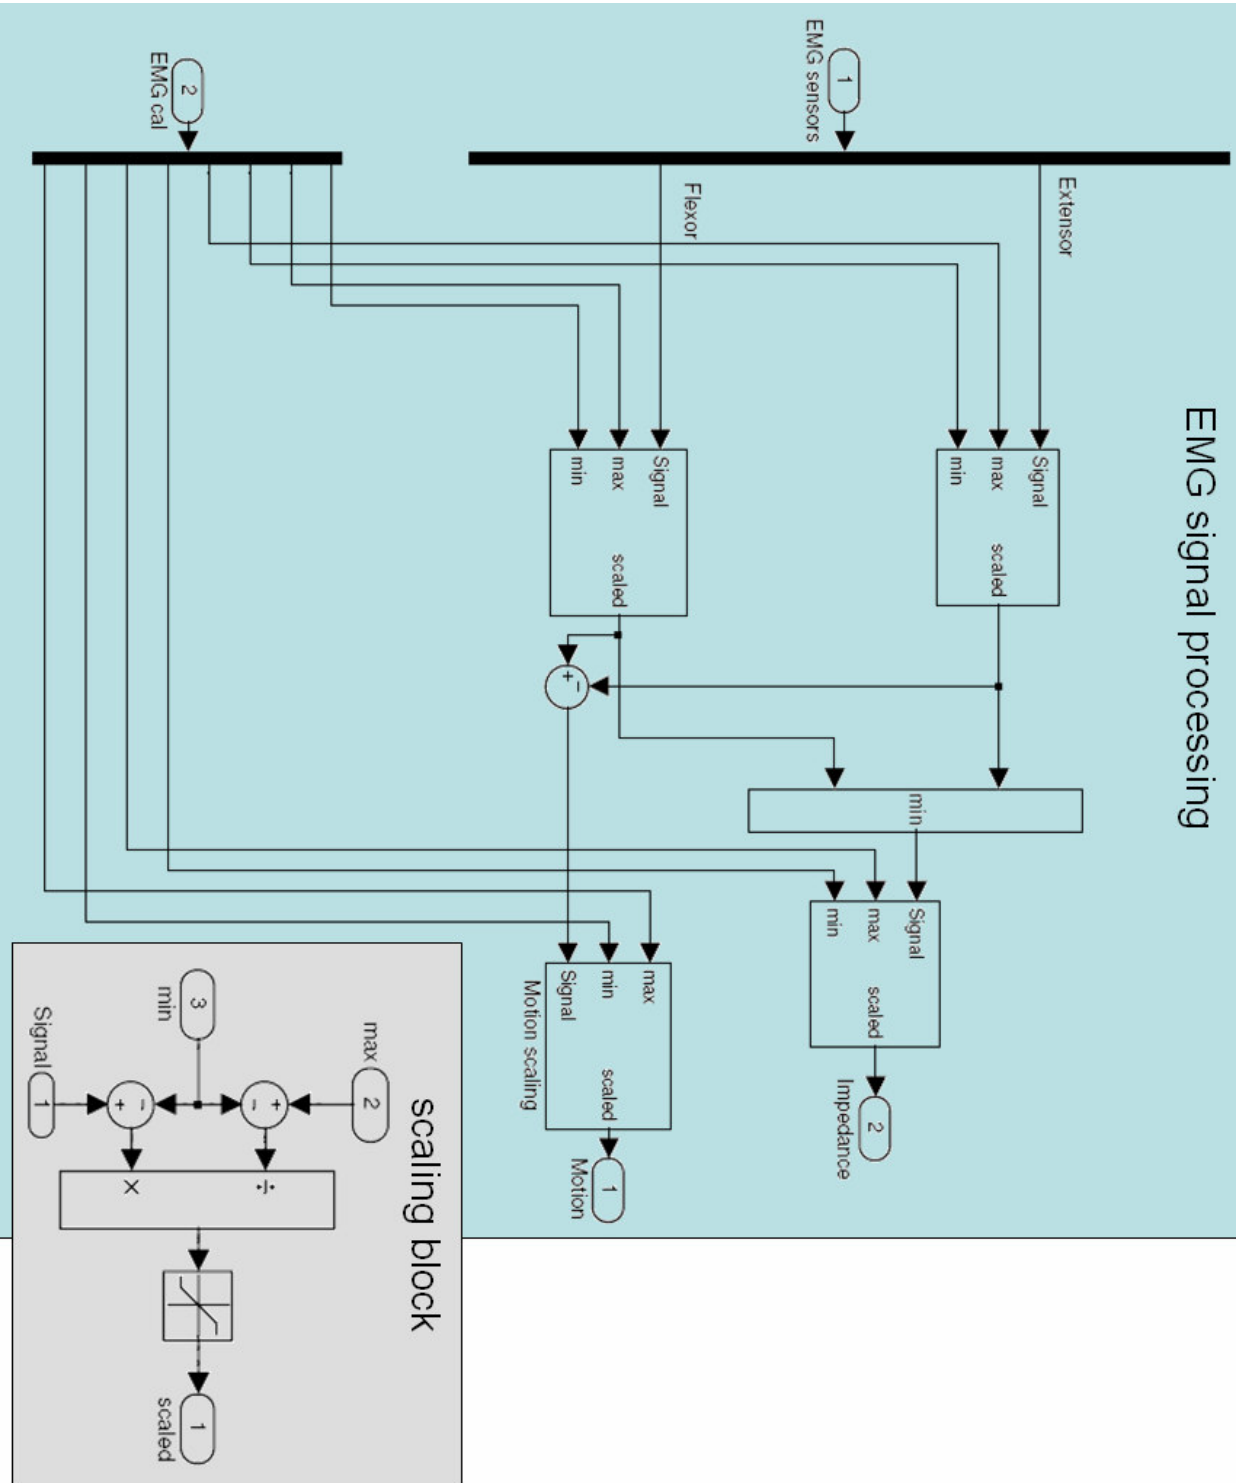 EMG signal processing
1
EMG sensors
Extensor
Flexor
2
EMG cal
Signal
max
min
scaled
Signal
max
min
scaled
+
-
min
Signal
max
min
scaled
2
Impedance
max
min
Signal
scaled
Motion scaling
1
Motion
scaling block
2
max
3
min
1
Signal
+
-
-
+
÷
×
1
scaled